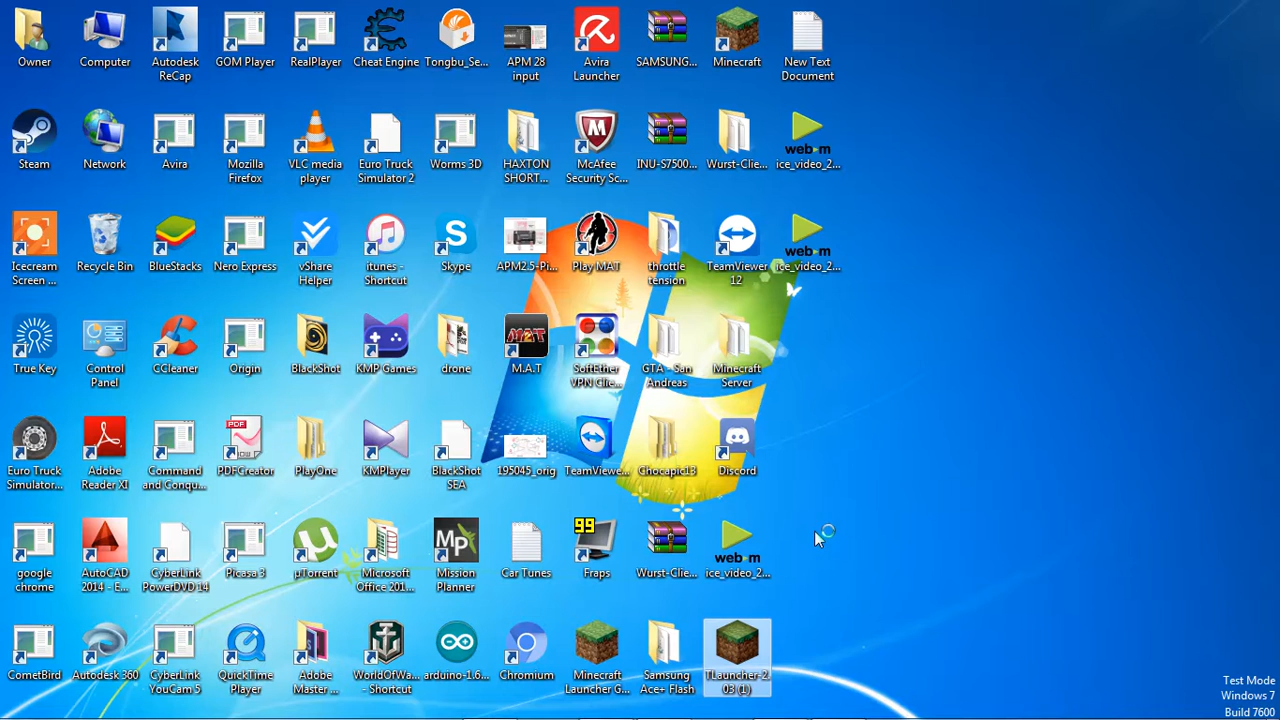 Owner
Computer
Autodesk
ReCap
GOM Player
RealPlayer
Cheat Engine
Tongbu_Se...
APM 28
input
Avira
Launcher
SAMSUNG...
Minecraft
New Text
Document
Steam
Network
Avira
Mozilla
Firefox
VLC media
player
Euro Truck
Simulator 2
Worms 3D
HAXTON
SHORT...
McAfee
Security Sc...
INU-S7500...
Wurst-Clie...
web-m
ice_video_2...
Icecream
Screen ...
Recycle Bin
BlueStacks
Nero Express
vShare
Helper
itunes -
Shortcut
Skype
APM2.5-Pi...
Play MAT
throttle
tension
TeamViewer
12
web-m
ice_video_2...
True Key
Control
Panel
CCleaner
Origin
BlackShot
KMP Games
drone
M.A.T
SoftEther
VPN Clie...
GTA - San
Andreas
Minecraft
Server
Euro Truck
Simulator...
Adobe
Reader XI
Command
and Conqu...
PDF
PDFCreator
PlayOne
KMPlayer
BlackShot
SEA
195045_orig
TeamViewe...
Chocapic13
Discord
google
chrome
AutoCAD
2014 - E...
CyberLink
PowerDVD 14
Picasa 3
µTorrent
Microsoft
Office 201...
Mp
Mission
Planner
Car Tunes
99
Fraps
Wurst-Clie...
web-m
ice_video_2...
CometBird
Autodesk 360
CyberLink
YouCam 5
QuickTime
Player
Adobe
Master ...
WorldOfWa...
- Shortcut
arduino-1.6...
Chromium
Minecraft
Launcher G...
Samsung
Ace+ Flash
TLauncher-2.
03 (1)
Test Mode
Windows 7
Build 7600